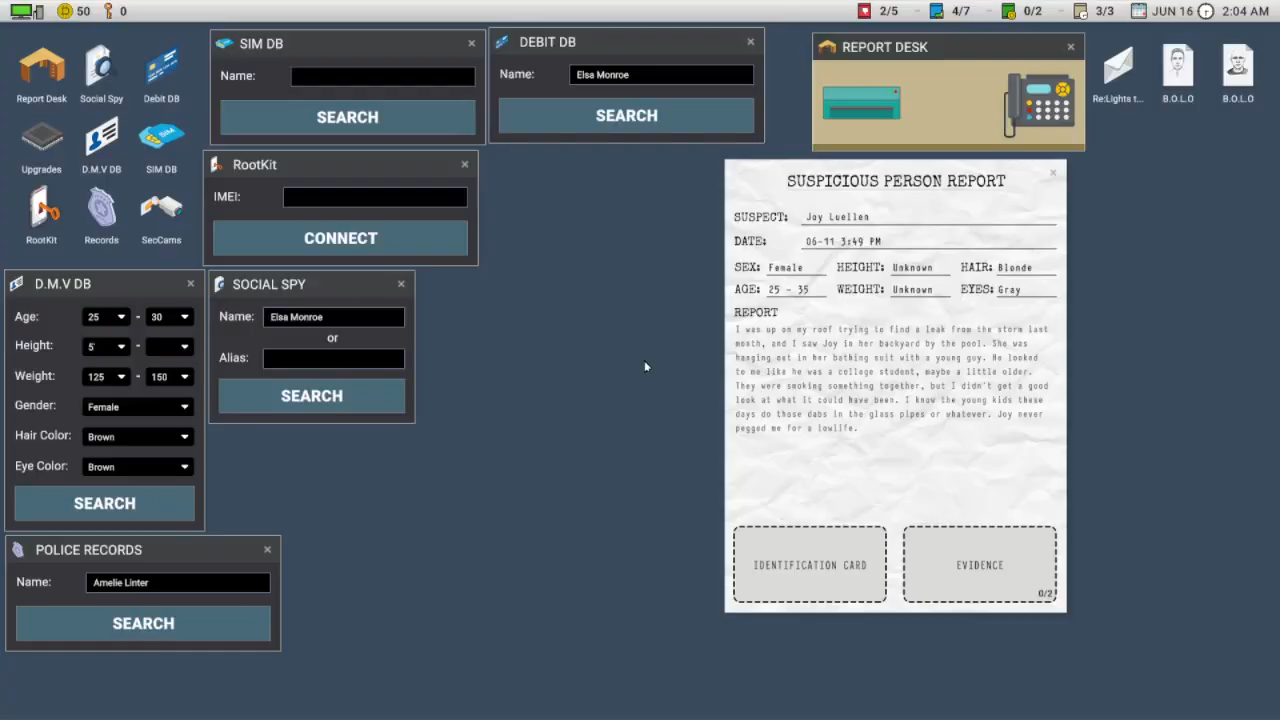 50
0
2/5
4/7
0/2
3/3
JUN 16
2:04 AM
Report Desk
Social Spy
Debit DB
Upgrades
D.M.V DB
SIM DB
RootKit
Records
SecCams
SIM DB
Name:
SEARCH
DEBIT DB
Name: Elsa Monroe
SEARCH
REPORT DESK
Re:Lights t...
B.O.L.O
B.O.L.O
RootKit
IMEI:
CONNECT
D.M.V DB
Age: 25 - 30
Height: 5' -
Weight: 125 - 150
Gender: Female
Hair Color: Brown
Eye Color: Brown
SEARCH
SOCIAL SPY
Name: Elsa Monroe
or
Alias:
SEARCH
POLICE RECORDS
Name: Amelie Linter
SEARCH
SUSPICIOUS PERSON REPORT
SUSPECT: Joy Luellen
DATE: 06-11 3:49 PM
SEX: Female HEIGHT: Unknown HAIR: Blonde
AGE: 25 - 35 WEIGHT: Unknown EYES: Gray
REPORT
I was up on my roof trying to find a leak from the storm last
month, and I saw Joy in her backyard by the pool. She was
hanging out in her bathing suit with a young guy. He looked
to me like he was a college student, maybe a little older.
They were smoking something together, but I didn't get a good
look at what it could have been. I know the young kids these
days do those dabs in the glass pipes or whatever. Joy never
pegged me for a lowlife.
IDENTIFICATION CARD
EVIDENCE
0/2